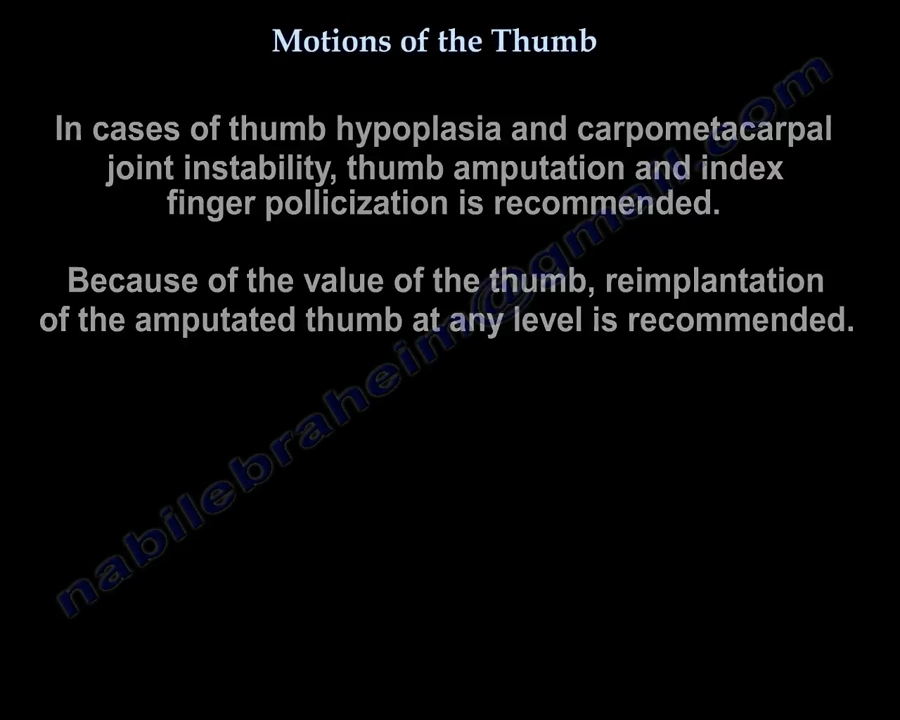 Motions of the Thumb
In cases of thumb hypoplasia and carpometacarpal
joint instability, thumb amputation and index
finger pollicization is recommended.
Because of the value of the thumb, reimplantation
of the amputated thumb at any level is recommended.
nabilebraheim@gmail.com